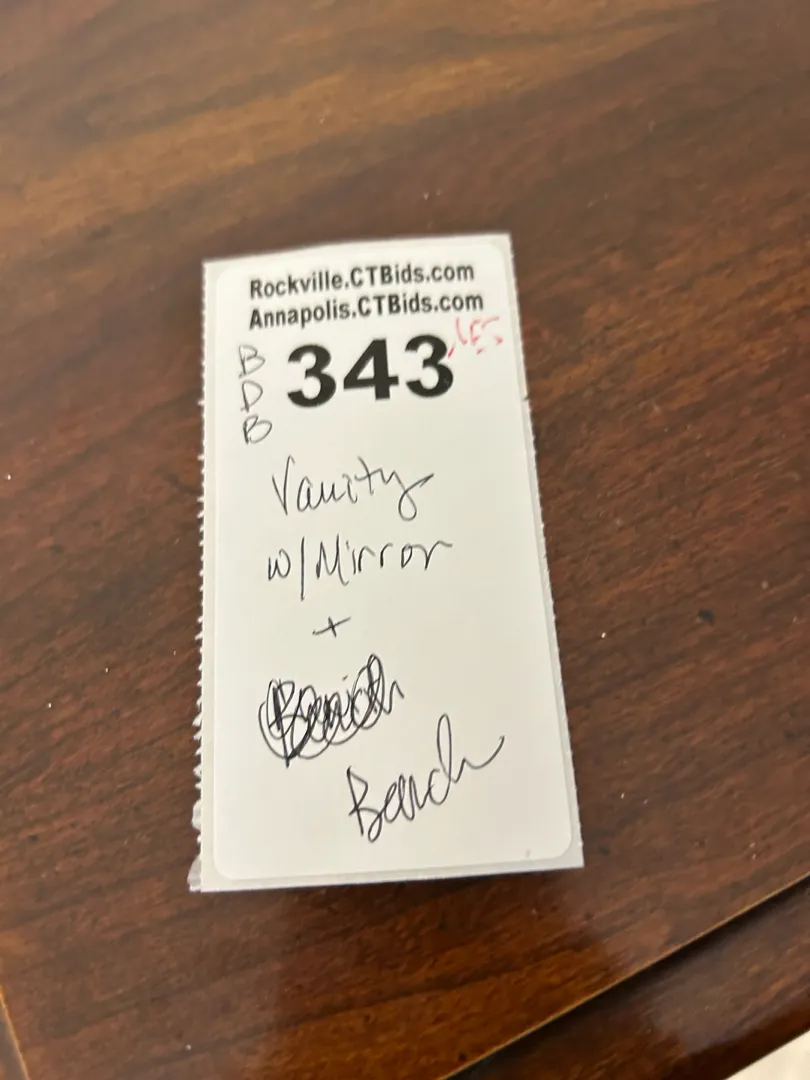 Rockville.CTBids.com
Annapolis.CTBids.com
343
B
D
B
Vanity
w/Mirror
+
Bench